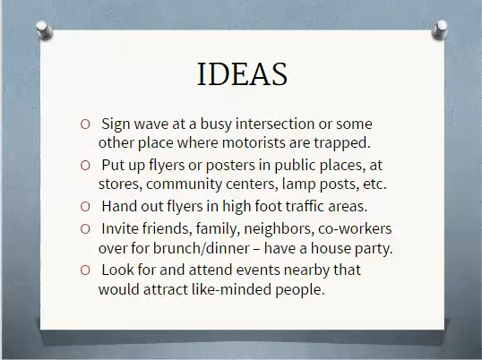 IDEAS
O Sign wave at a busy intersection or some
other place where motorists are trapped.
O Put up flyers or posters in public places, at
stores, community centers, lamp posts, etc.
O Hand out flyers in high foot traffic areas.
O Invite friends, family, neighbors, co-workers
over for brunch/dinner – have a house party.
O Look for and attend events nearby that
would attract like-minded people.